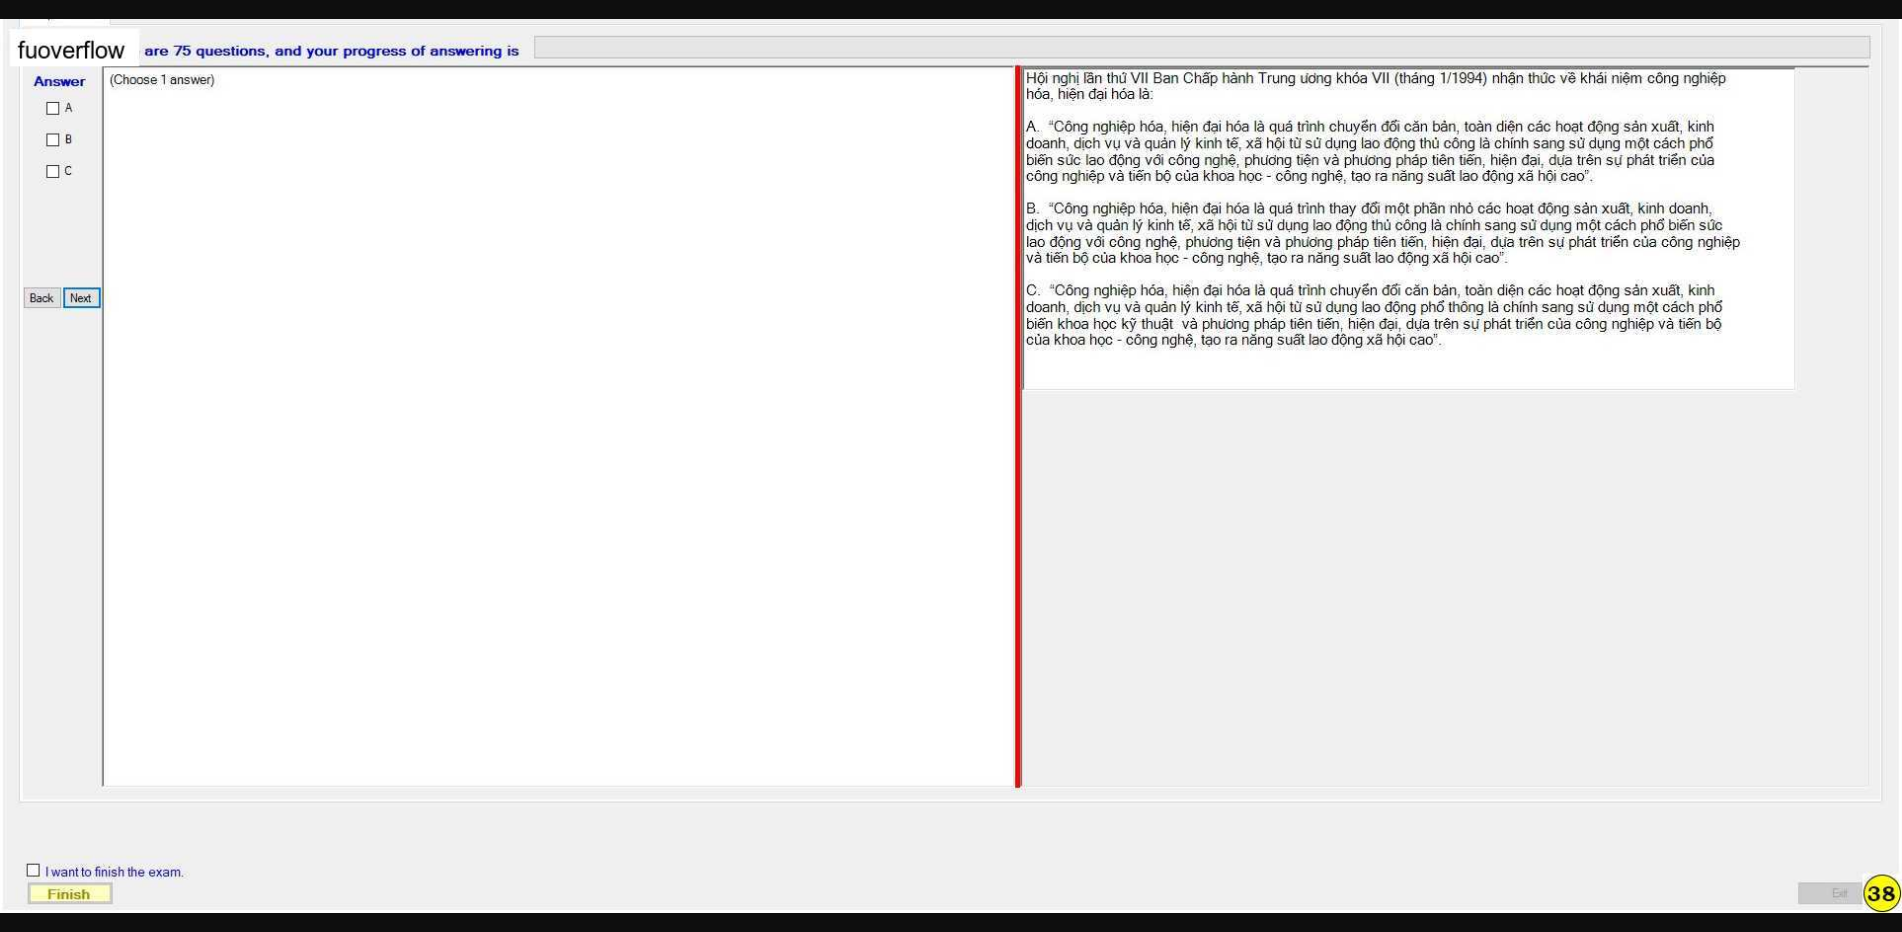 fuoverflow are 75 questions, and your progress of answering is
Answer
(Choose 1 answer)
A
B
C
Back Next
Hội nghị lần thứ VII Ban Chấp hành Trung ương khóa VII (tháng 1/1994) nhận thức về khái niệm công nghiệp
hóa, hiện đại hóa là:
A. “Công nghiệp hóa, hiện đại hóa là quá trình chuyển đổi căn bản, toàn diện các hoạt động sản xuất, kinh
doanh, dịch vụ và quản lý kinh tế, xã hội từ sử dụng lao động thủ công là chính sang sử dụng một cách phổ
biến sức lao động với công nghệ, phương tiện và phương pháp tiên tiến, hiện đại, dựa trên sự phát triển của
công nghiệp và tiến bộ của khoa học - công nghệ, tạo ra năng suất lao động xã hội cao”.
B. “Công nghiệp hóa, hiện đại hóa là quá trình thay đổi một phần nhỏ các hoạt động sản xuất, kinh doanh,
dịch vụ và quản lý kinh tế, xã hội từ sử dụng lao động thủ công là chính sang sử dụng một cách phổ biến sức
lao động với công nghệ, phương tiện và phương pháp tiên tiến, hiện đại, dựa trên sự phát triển của công nghiệp
và tiến bộ của khoa học - công nghệ, tạo ra năng suất lao động xã hội cao”.
C. “Công nghiệp hóa, hiện đại hóa là quá trình chuyển đổi căn bản, toàn diện các hoạt động sản xuất, kinh
doanh, dịch vụ và quản lý kinh tế, xã hội từ sử dụng lao động phổ thông là chính sang sử dụng một cách phổ
biến khoa học kỹ thuật và phương pháp tiên tiến, hiện đại, dựa trên sự phát triển của công nghiệp và tiến bộ
của khoa học - công nghệ, tạo ra năng suất lao động xã hội cao”.
I want to finish the exam.
Finish
Exit
38